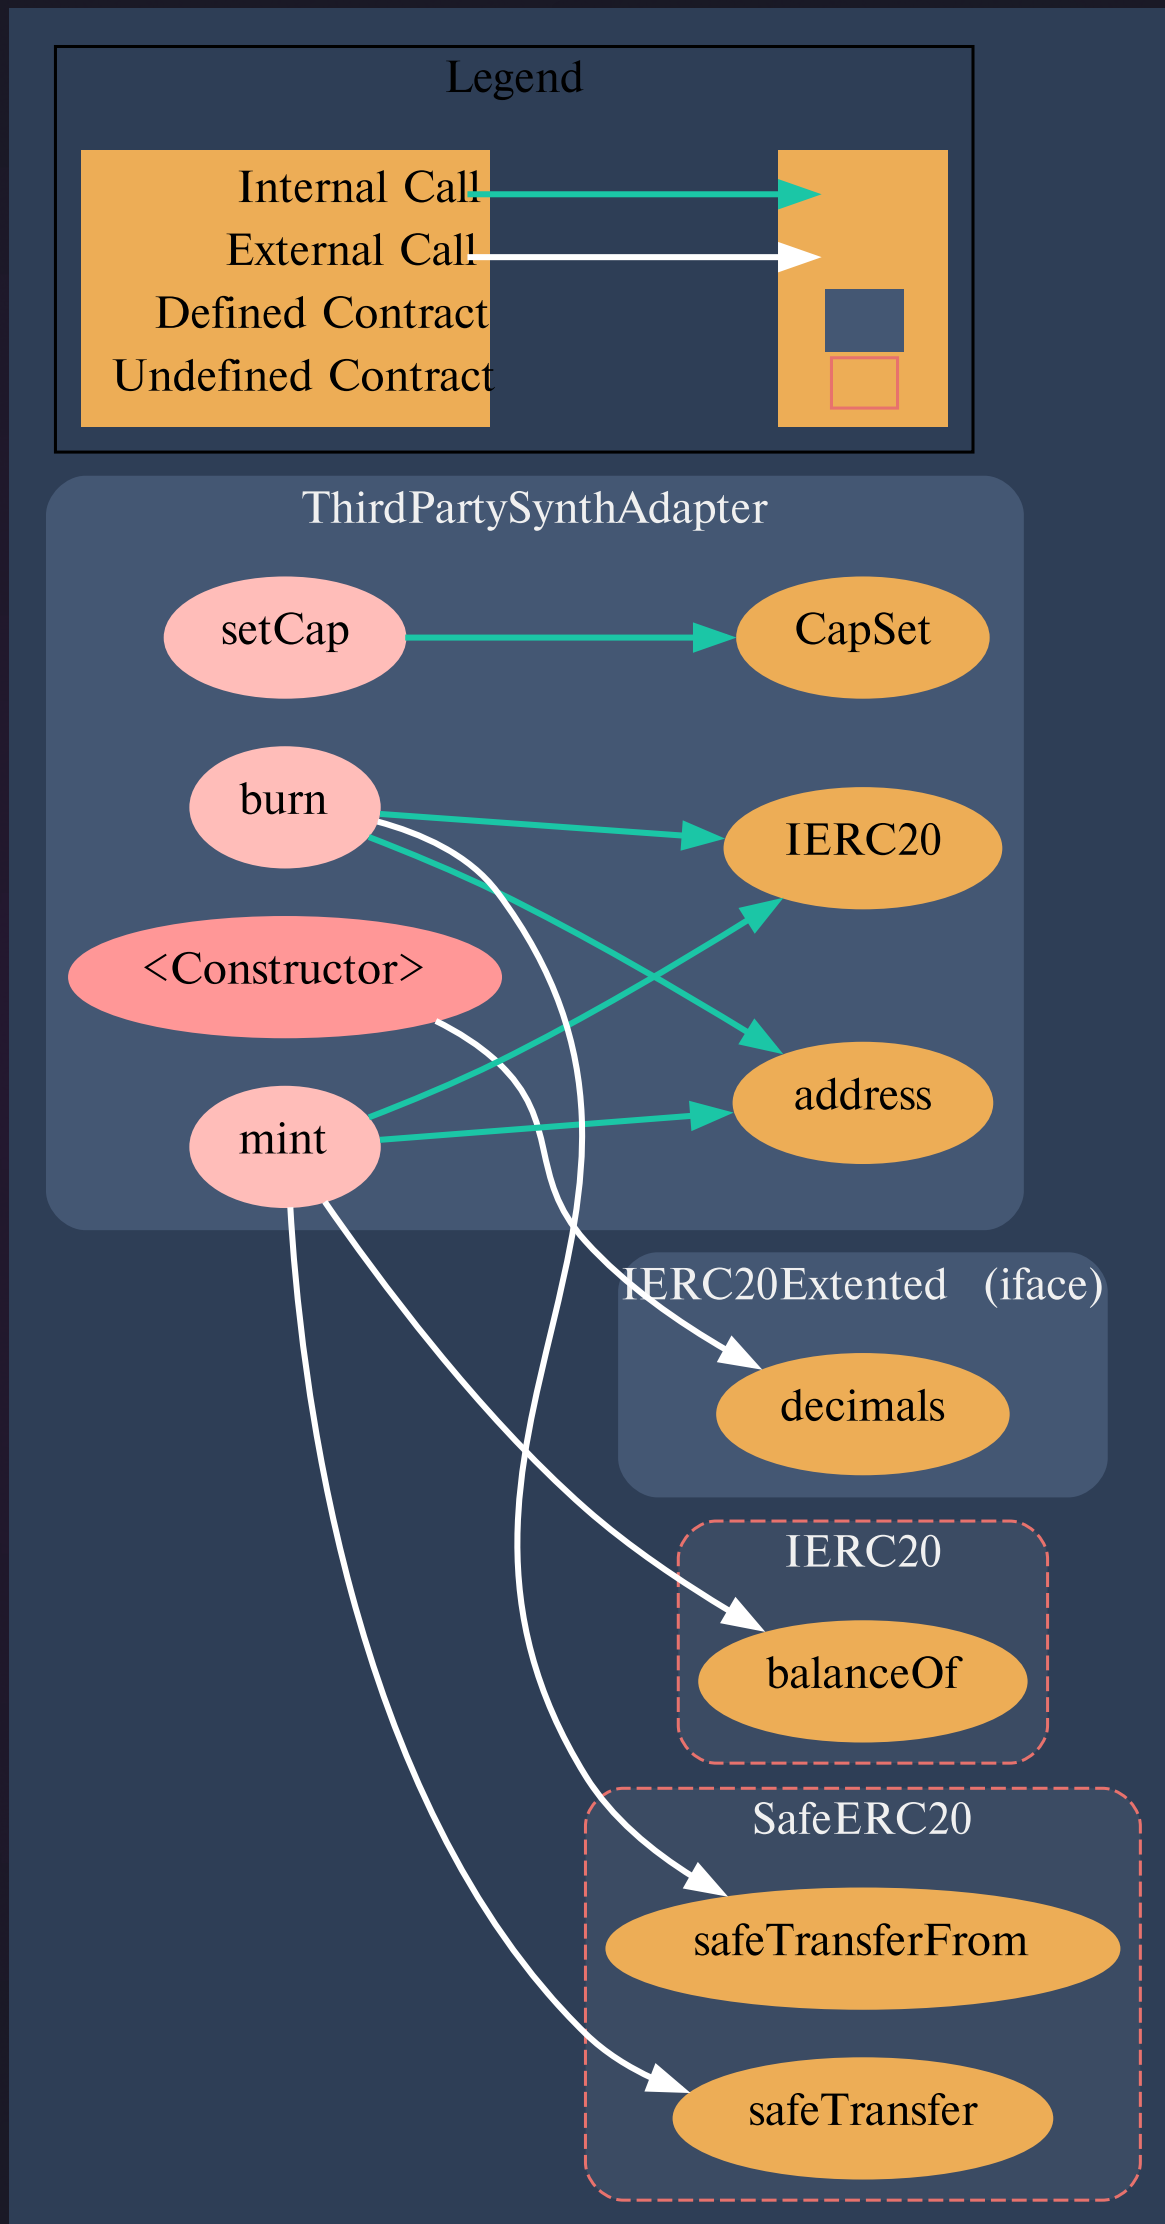 Legend
Internal Call
External Call
Defined Contract
Undefined Contract
ThirdPartySynthAdapter
setCap
CapSet
burn
IERC20
<Constructor>
address
mint
IERC20Extented (iface)
decimals
IERC20
balanceOf
SafeERC20
safeTransferFrom
safeTransfer